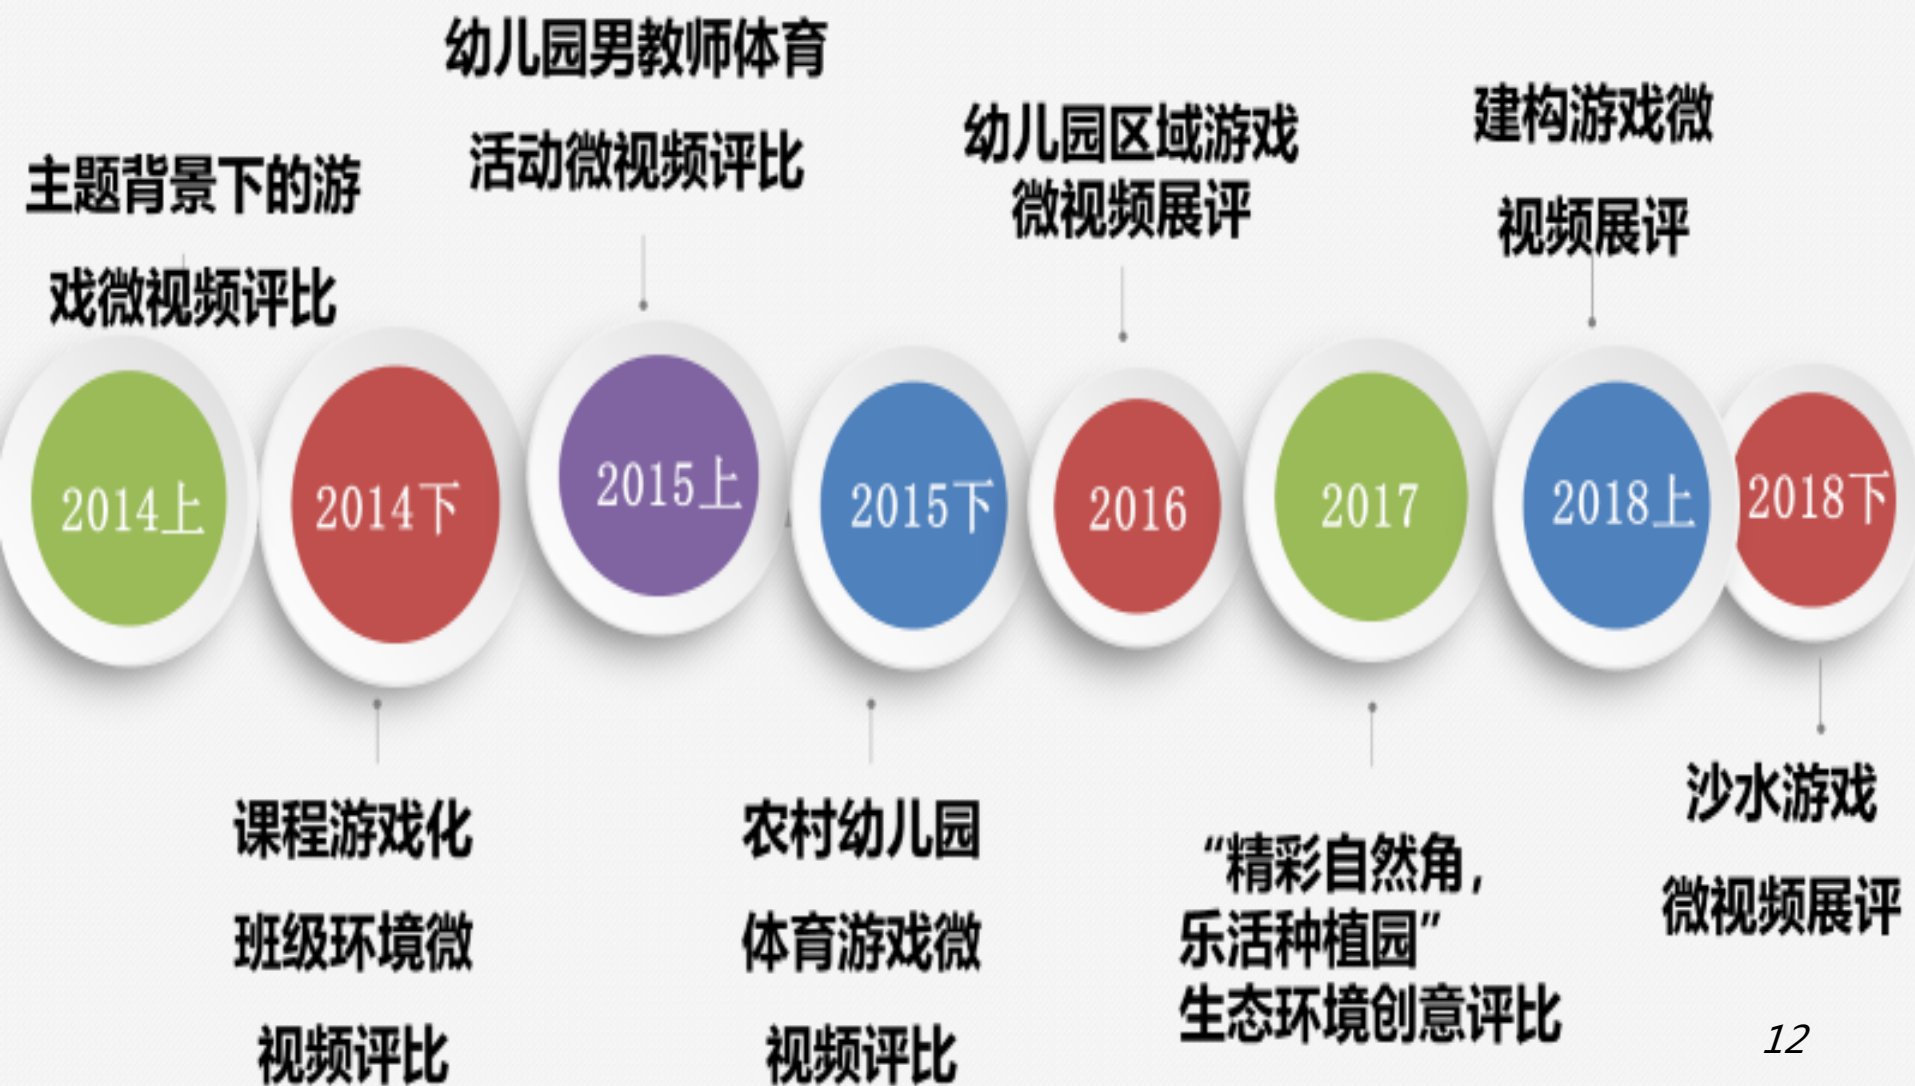 幼儿园男教师体育
活动微视频评比
主题背景下的游
戏微视频评比
幼儿园区域游戏
微视频展评
建构游戏微
视频展评
2014上
2014下
2015上
2015下
2016
2017
2018上
2018下
课程游戏化
班级环境微
视频评比
农村幼儿园
体育游戏微
视频评比
“精彩自然角，
乐活种植园”
生态环境创意评比
沙水游戏
微视频展评
12